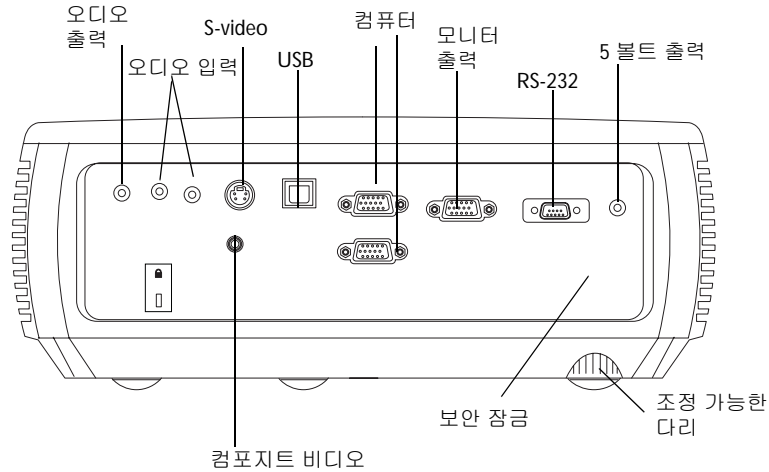 오디오
출력
S-video
컴퓨터
모니터
출력
5 볼트 출력
오디오 입력
USB
RS-232
보안 잠금
조정 가능한
다리
컴포지트 비디오